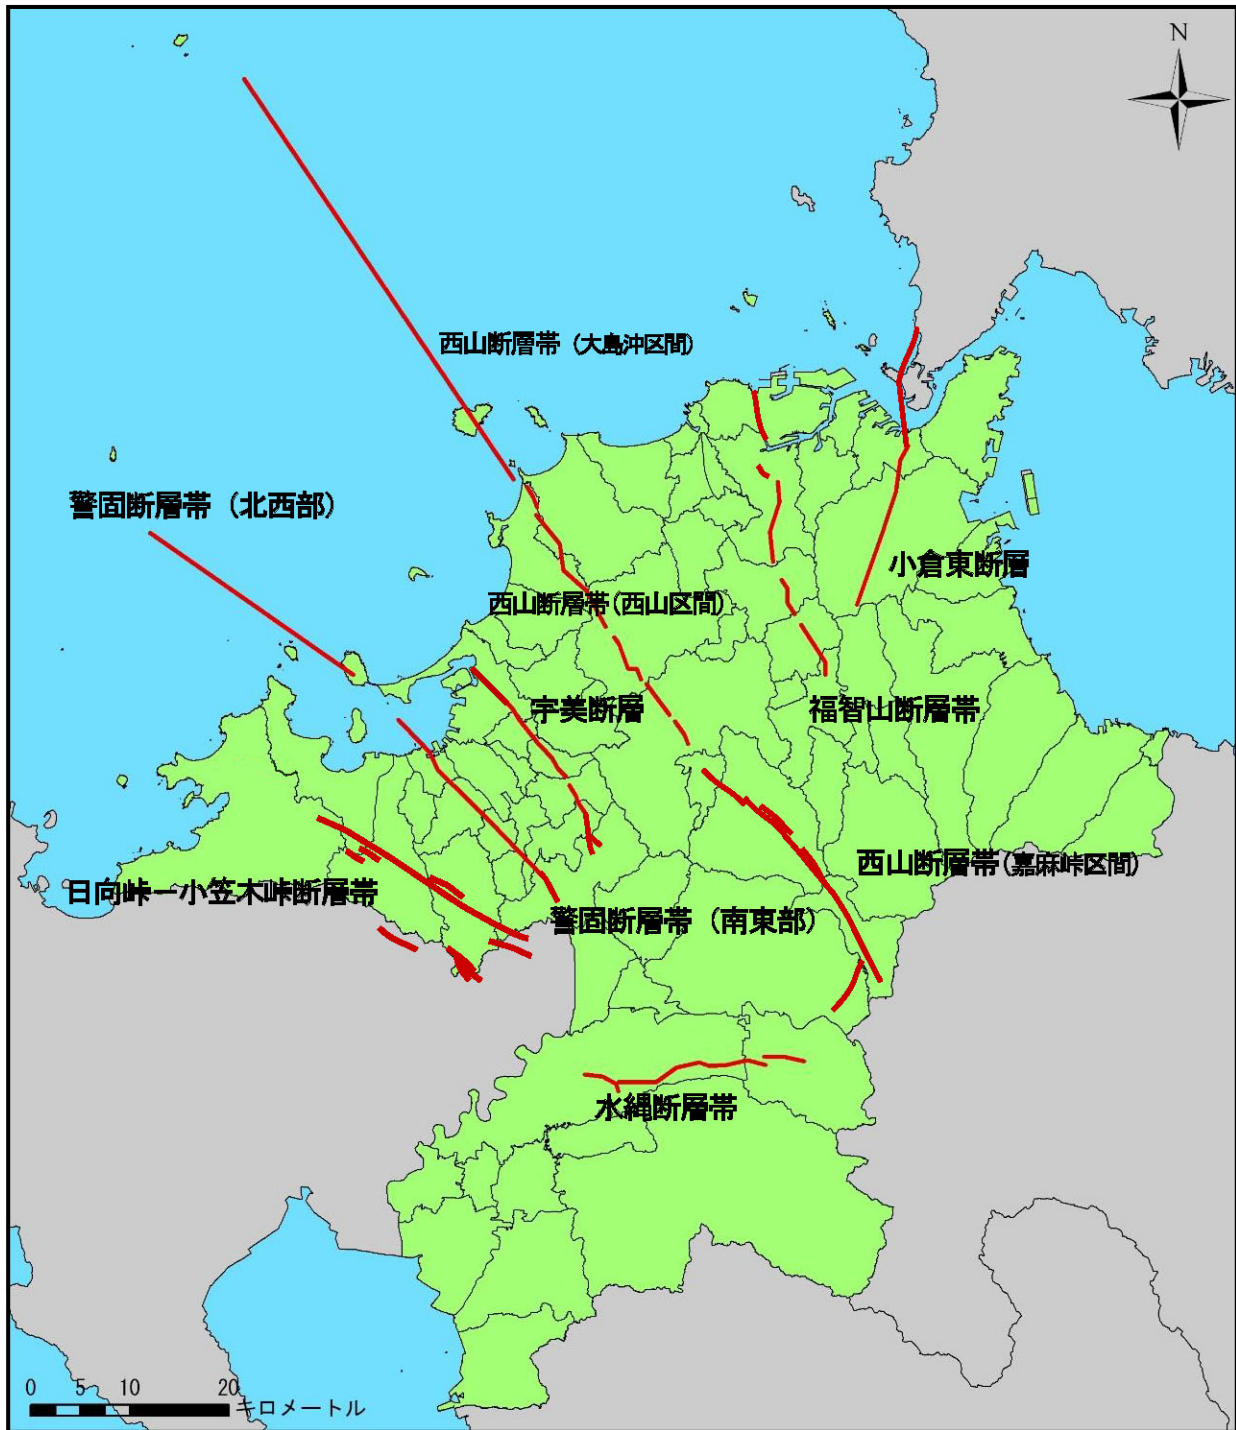 N
西山断層帯（大島沖区間）
警固断層帯（北西部）
小倉東断層
西山断層帯(西山区間)
宇美断層
福智山断層帯
西山断層帯(嘉麻峠区間)
日向峠ー小笠木峠断層帯
警固断層帯（南東部）
水縄断層帯
0 5 10 20
キロメートル